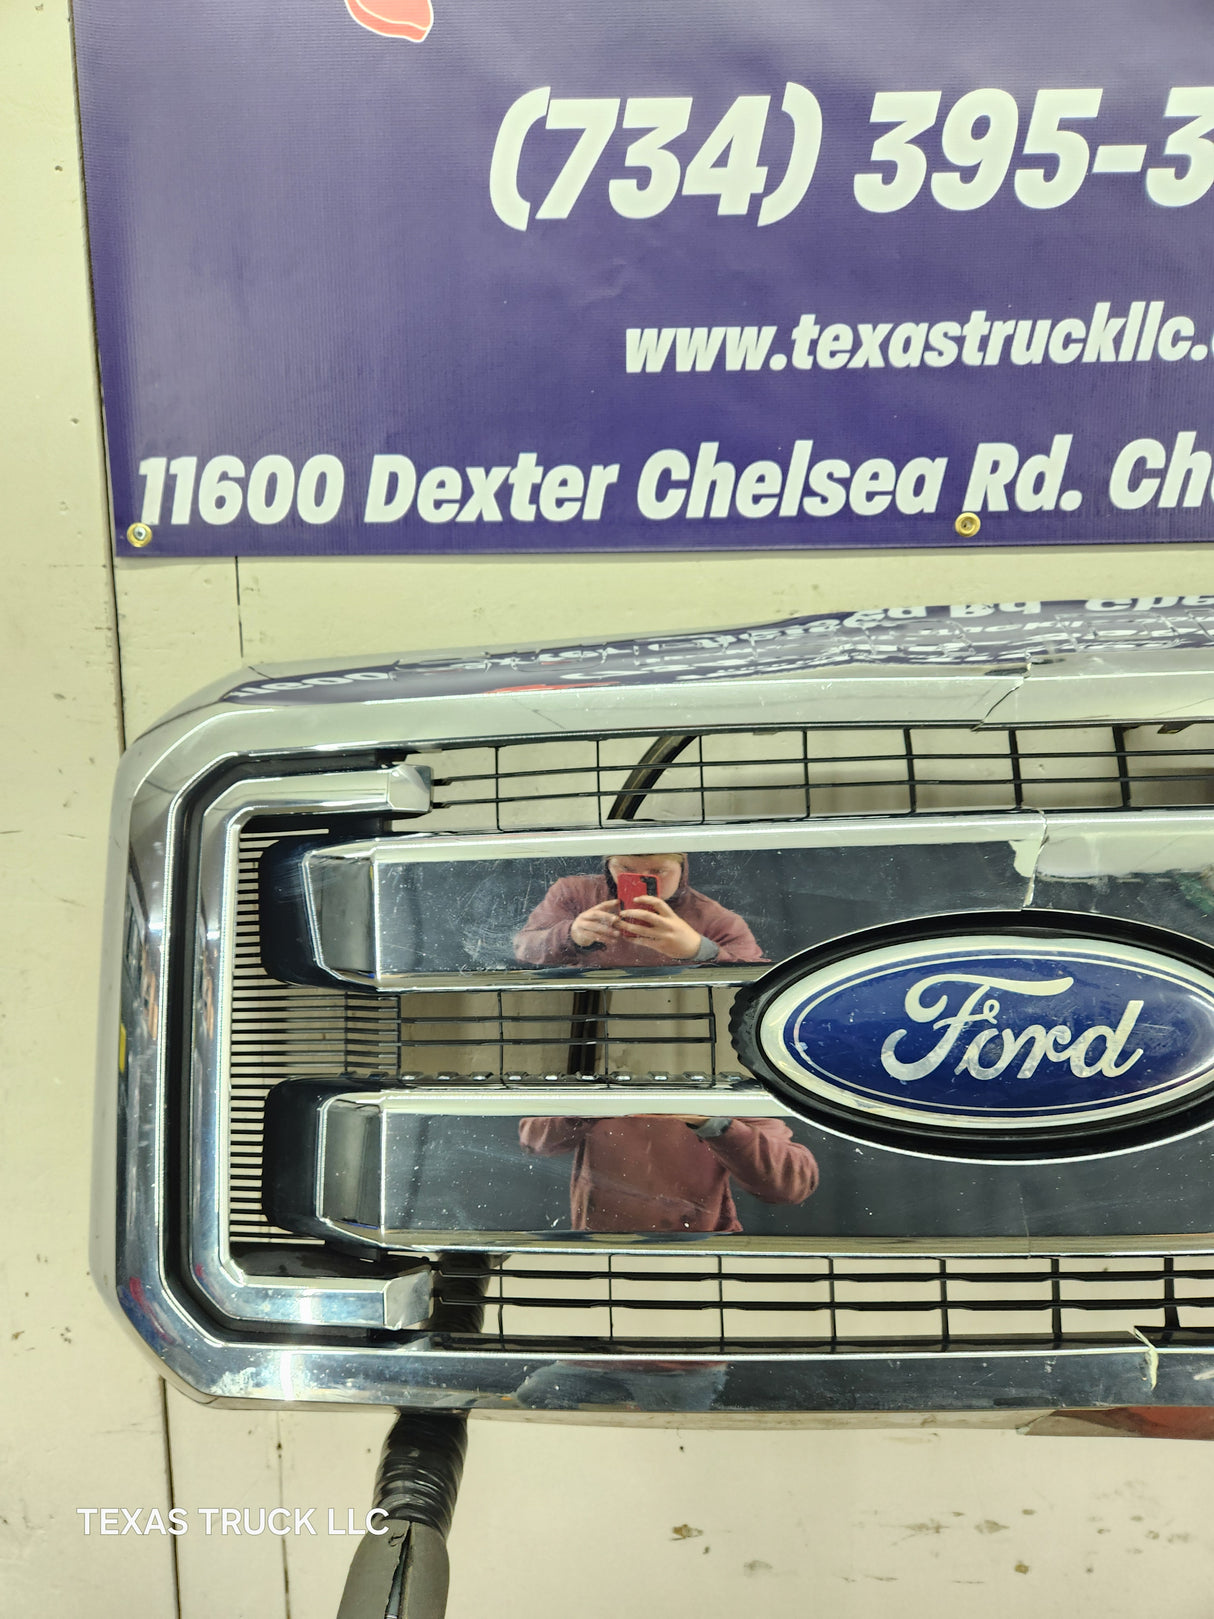 (734) 395-3
www.texastruckllc.
11600 Dexter Chelsea Rd. Ch
Ford
TEXAS TRUCK LLC